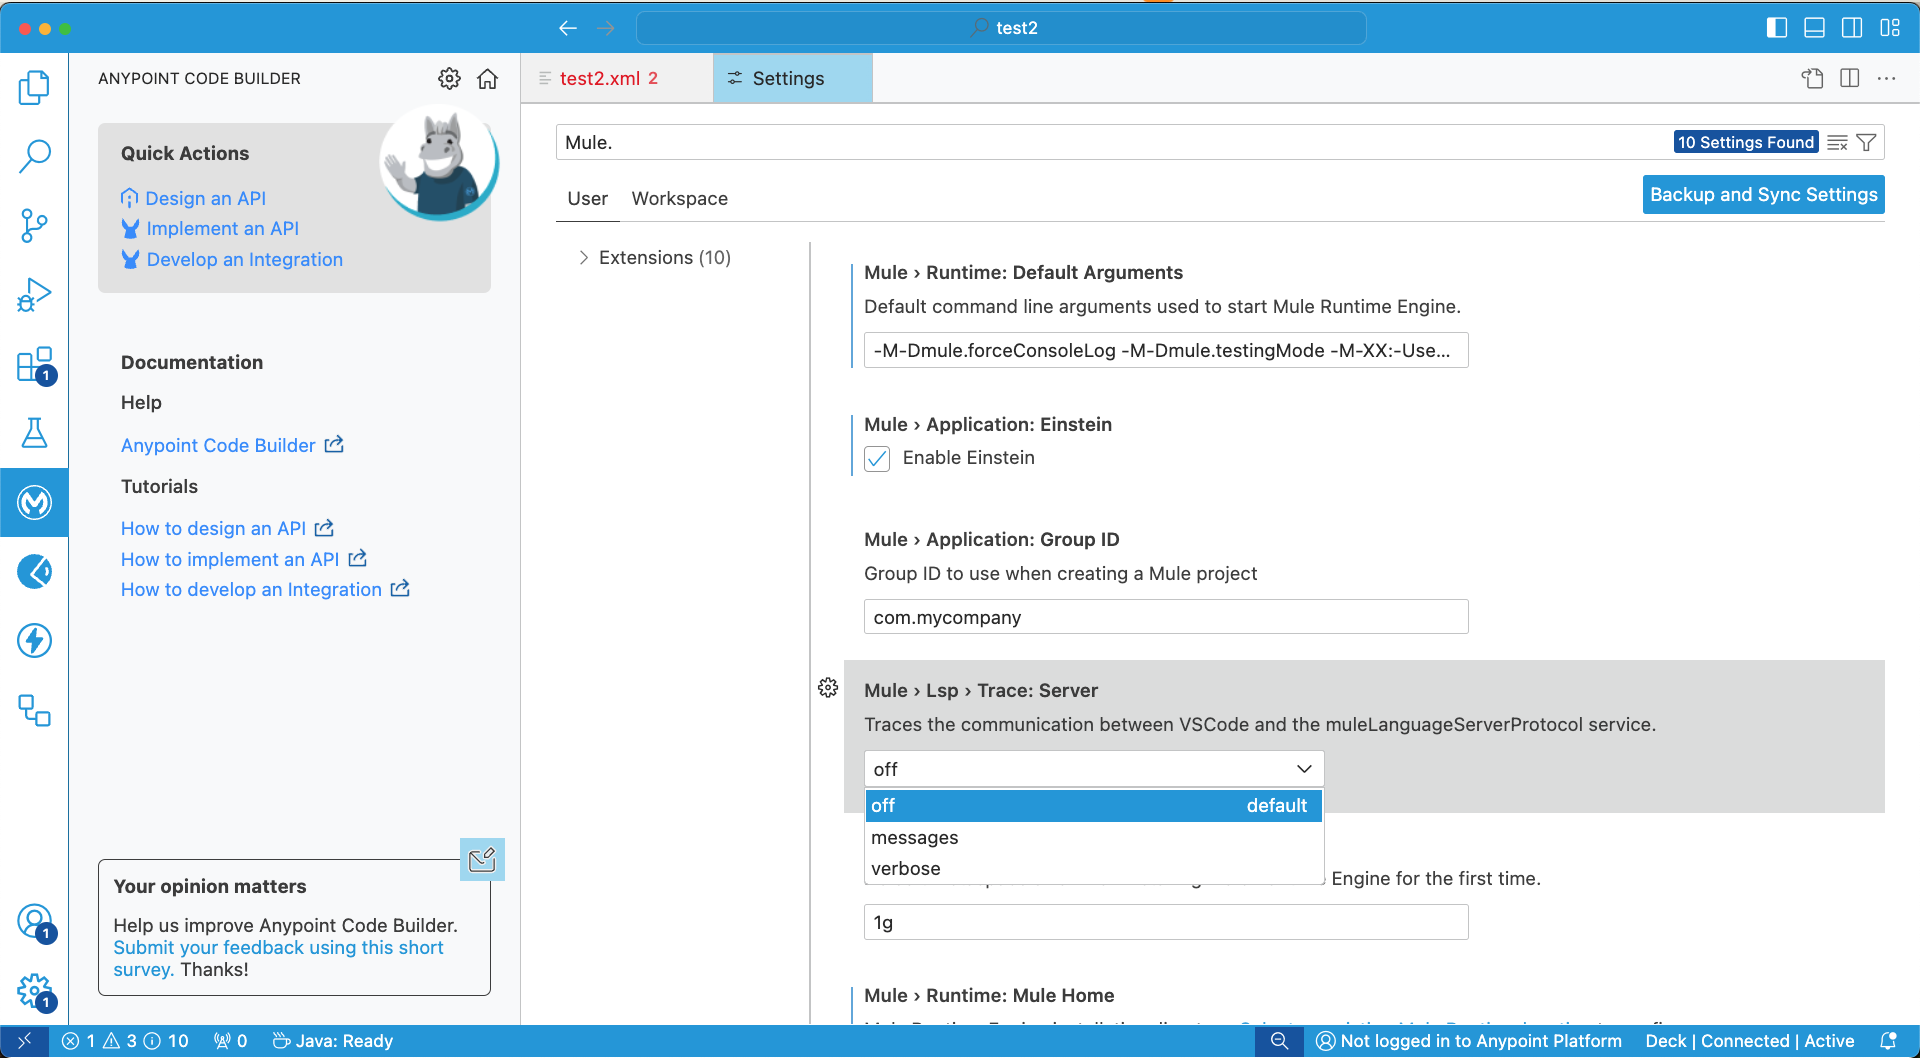 test2
ANYPOINT CODE BUILDER
Quick Actions
Design an API
Implement an API
Develop an Integration
Documentation
Help
Anypoint Code Builder
Tutorials
How to design an API
How to implement an API
How to develop an Integration
Your opinion matters
Help us improve Anypoint Code Builder.
Submit your feedback using this short
survey. Thanks!
1
1
1
test2.xml 2
Settings
Mule.
10 Settings Found
User
Workspace
Backup and Sync Settings
Extensions (10)
Mule › Runtime: Default Arguments
Default command line arguments used to start Mule Runtime Engine.
-M-Dmule.forceConsoleLog -M-Dmule.testingMode -M-XX:-Use...
Mule › Application: Einstein
Enable Einstein
Mule › Application: Group ID
Group ID to use when creating a Mule project
com.mycompany
Mule › Lsp › Trace: Server
Traces the communication between VSCode and the muleLanguageServerProtocol service.
off
off default
messages
verbose
Engine for the first time.
1g
Mule › Runtime: Mule Home
1 3 10 0 Java: Ready
Not logged in to Anypoint Platform Deck | Connected | Active